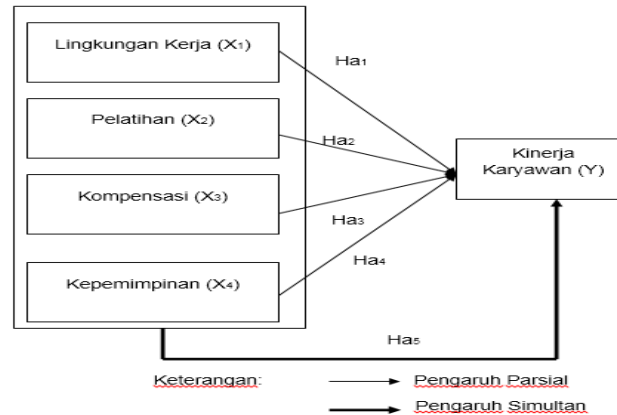 Lingkungan Kerja (X1)
Ha1
Pelatihan (X2)
Ha2
Kinerja
Karyawan (Y)
Kompensasi (X3)
Ha3
Ha4
Kepemimpinan (X4)
Ha5
Keterangan:
Pengaruh Parsial
Pengaruh Simultan